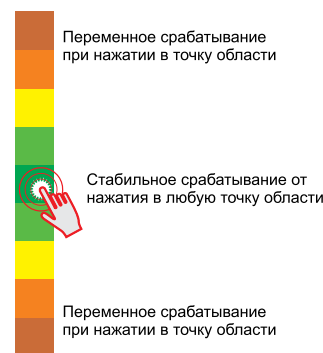 Переменное срабатывание
при нажатии в точку области
Стабильное срабатывание от
нажатия в любую точку области
Переменное срабатывание
при нажатии в точку области